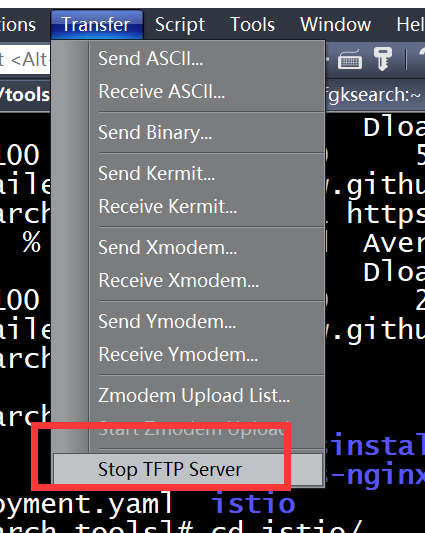 ions Transfer Script Tools Window Hel
t <Alt-
/tools Send ASCII... fgksearch:~
Receive ASCII... Dloa
100 Send Binary... 5
aile Send Kermit... w.githu
arch Receive Kermit... https
% Send Xmodem... Aver
Receive Xmodem... Dloa
100 Send Ymodem... 2
aile w.githu
arch Receive Ymodem...
Zmodem Upload List...
arch Start Zmodem Upload
sinstal
Stop TFTP Server s-nginx
oyment.yaml istio
arch tools]# cd istio/